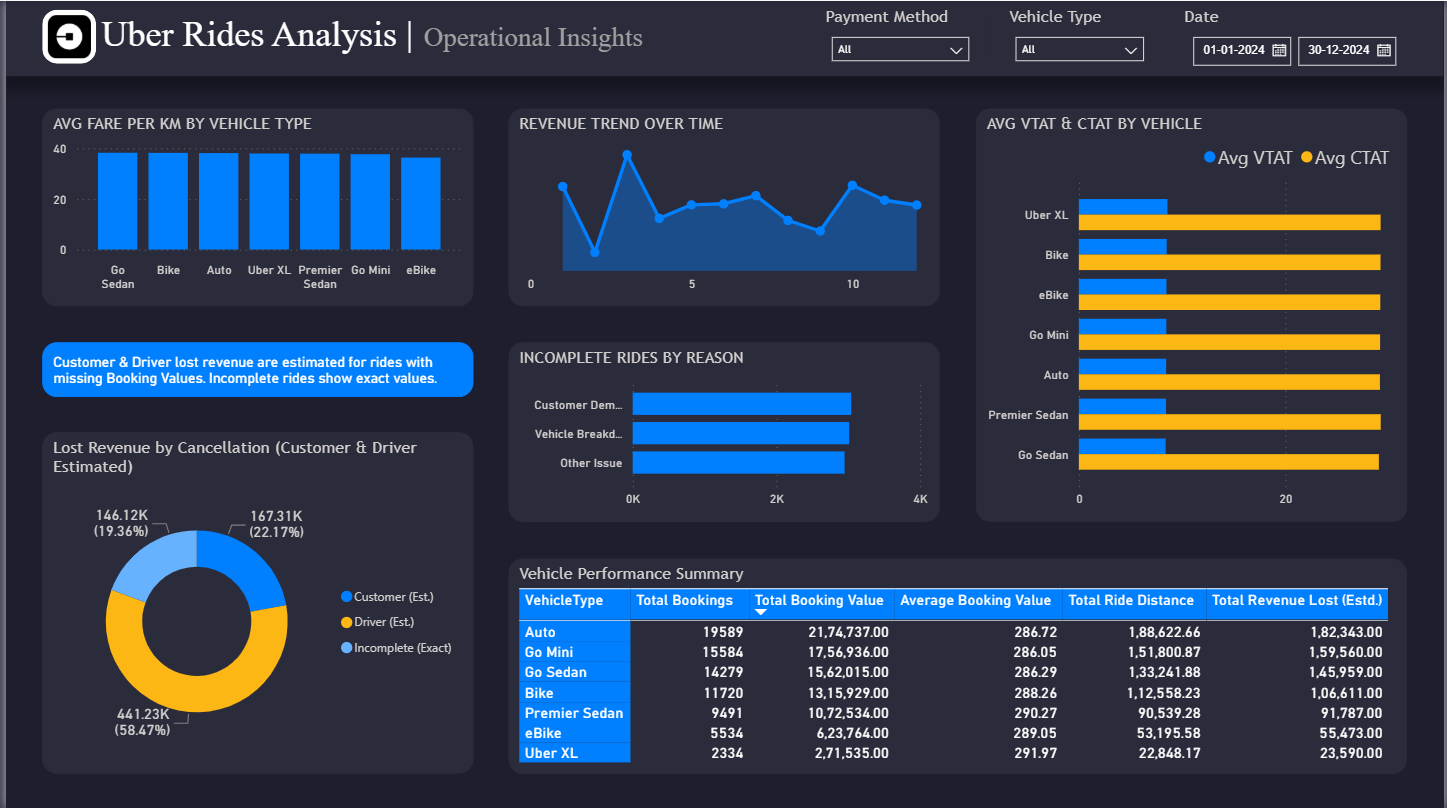 Uber Rides Analysis | Operational Insights
Payment Method
All
Vehicle Type
All
Date
01-01-2024
30-12-2024
AVG FARE PER KM BY VEHICLE TYPE
40
20
0
Go Sedan
Bike
Auto
Uber XL
Premier Sedan
Go Mini
eBike
REVENUE TREND OVER TIME
0
5
10
AVG VTAT & CTAT BY VEHICLE
Avg VTAT
Avg CTAT
Uber XL
Bike
eBike
Go Mini
Auto
Premier Sedan
Go Sedan
0
20
Customer & Driver lost revenue are estimated for rides with
missing Booking Values. Incomplete rides show exact values.
INCOMPLETE RIDES BY REASON
Customer Dem...
Vehicle Breakd...
Other Issue
0K
2K
4K
Lost Revenue by Cancellation (Customer & Driver
Estimated)
146.12K
(19.36%)
167.31K
(22.17%)
441.23K
(58.47%)
Customer (Est.)
Driver (Est.)
Incomplete (Exact)
Vehicle Performance Summary
VehicleType Total Bookings Total Booking Value Average Booking Value Total Ride Distance Total Revenue Lost (Estd.)
Auto 19589 21,74,737.00 286.72 1,88,622.66 1,82,343.00
Go Mini 15584 17,56,936.00 286.05 1,51,800.87 1,59,560.00
Go Sedan 14279 15,62,015.00 286.29 1,33,241.88 1,45,959.00
Bike 11720 13,15,929.00 288.26 1,12,558.23 1,06,611.00
Premier Sedan 9491 10,72,534.00 290.27 90,539.28 91,787.00
eBike 5534 6,23,764.00 289.05 53,195.58 55,473.00
Uber XL 2334 2,71,535.00 291.97 22,848.17 23,590.00